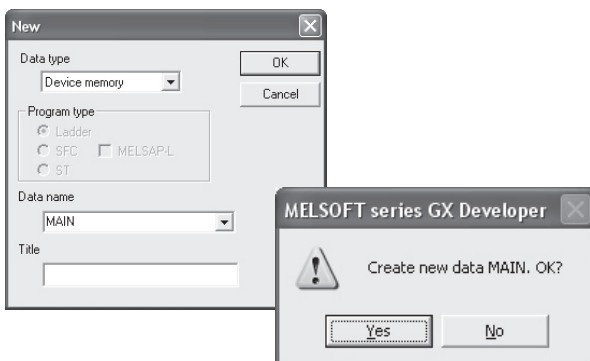 New
Data type
OK
Device memory
Cancel
Program type
Ladder
SFC MELSAP-L
ST
Data name
MAIN
Title
MELSOFT series GX Developer
Create new data MAIN. OK?
Yes No